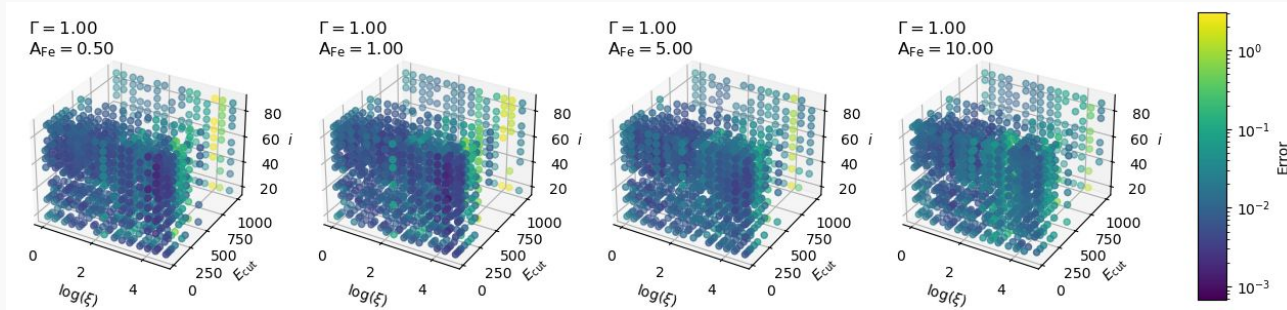 Γ = 1.00
A_Fe = 0.50
80
60
i
40
20
1000
750
500
250
0
E_cut
0
2
4
log(ξ)
Γ = 1.00
A_Fe = 1.00
80
60
i
40
20
1000
750
500
250
0
E_cut
0
2
4
log(ξ)
Γ = 1.00
A_Fe = 5.00
80
60
i
40
20
1000
750
500
250
0
E_cut
0
2
4
log(ξ)
Γ = 1.00
A_Fe = 10.00
80
60
i
40
20
1000
750
500
250
0
E_cut
0
2
4
log(ξ)
10⁰
10⁻¹
10⁻²
10⁻³
Error